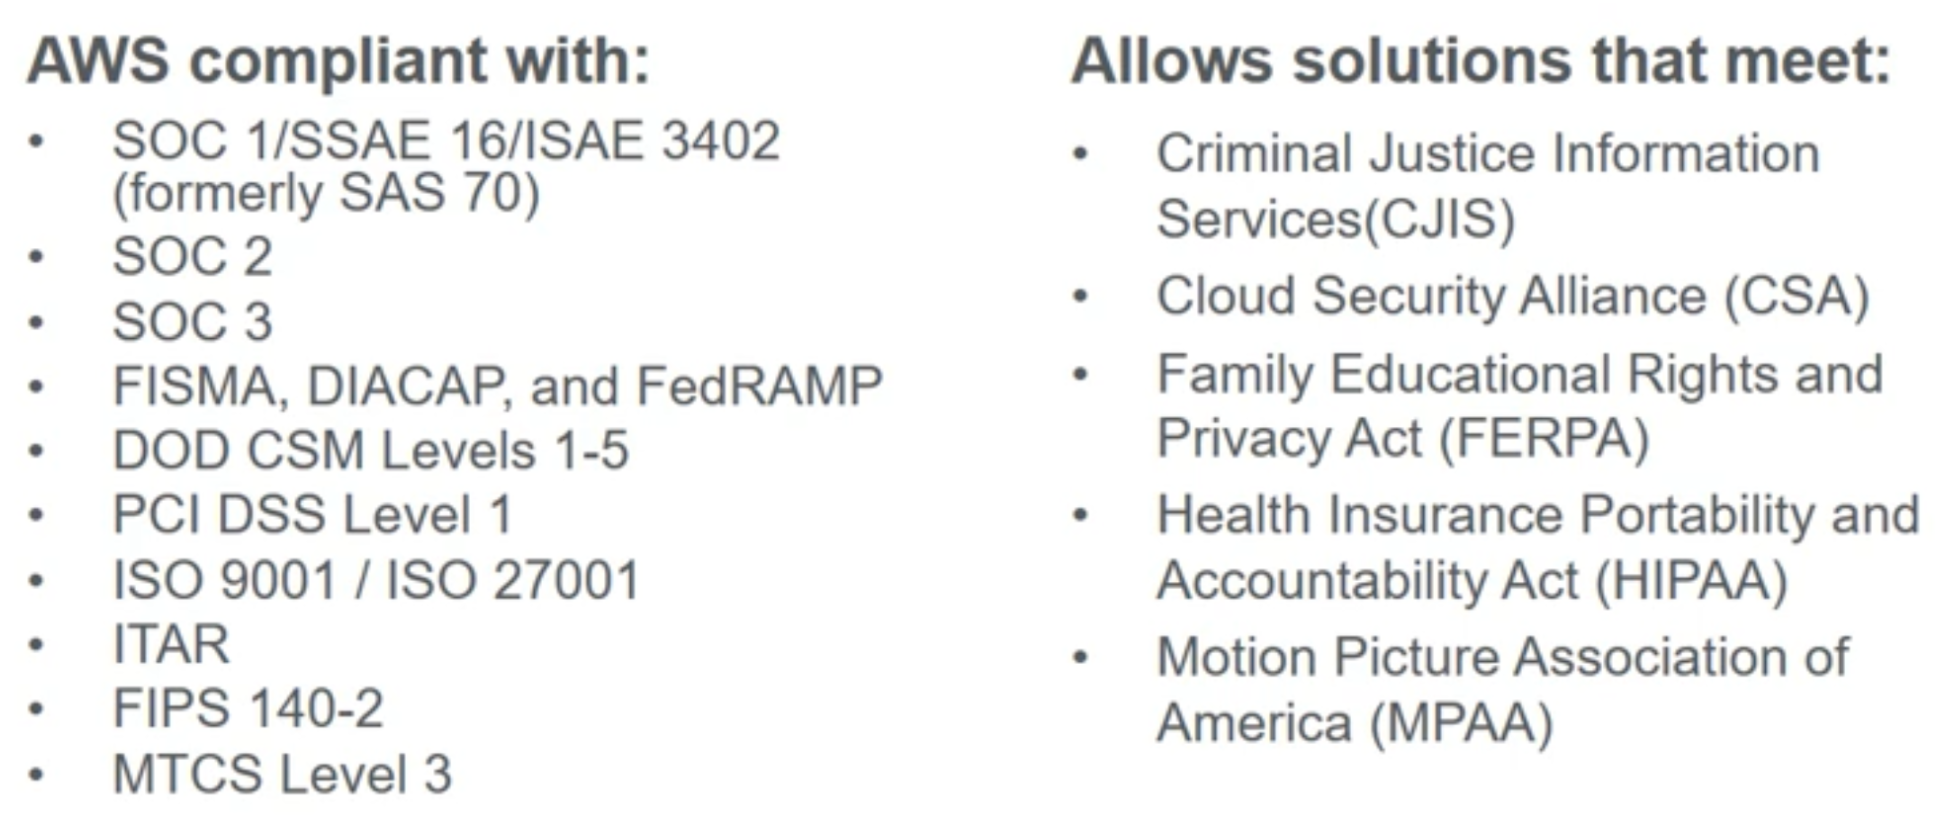 AWS compliant with:
• SOC 1/SSAE 16/ISAE 3402
(formerly SAS 70)
• SOC 2
• SOC 3
• FISMA, DIACAP, and FedRAMP
• DOD CSM Levels 1-5
• PCI DSS Level 1
• ISO 9001 / ISO 27001
• ITAR
• FIPS 140-2
• MTCS Level 3
Allows solutions that meet:
• Criminal Justice Information
Services(CJIS)
• Cloud Security Alliance (CSA)
• Family Educational Rights and
Privacy Act (FERPA)
• Health Insurance Portability and
Accountability Act (HIPAA)
• Motion Picture Association of
America (MPAA)